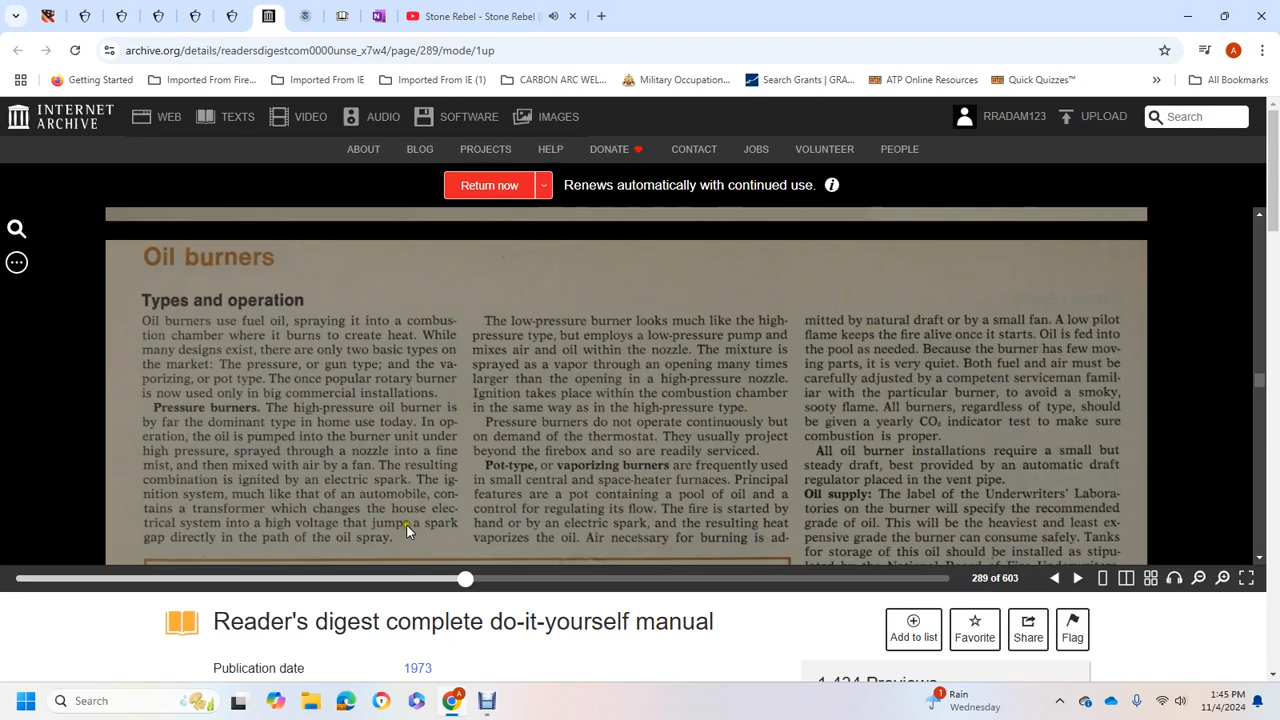 Stone Rebel - Stone Rebel (
archive.org/details/readersdigestcom0000unse_x7w4/page/289/mode/1up
A
Getting Started
Imported From Fire...
Imported From IE
Imported From IE (1)
CARBON ARC WEL...
Military Occupation...
Search Grants | GRA...
ATP Online Resources
Quick Quizzes™
»
All Bookmarks
INTERNET
ARCHIVE
WEB
TEXTS
VIDEO
AUDIO
SOFTWARE
IMAGES
RRADAM123
UPLOAD
Search
ABOUT
BLOG
PROJECTS
HELP
DONATE
CONTACT
JOBS
VOLUNTEER
PEOPLE
Return now
Renews automatically with continued use.
Oil burners
Types and operation
Oil burners use fuel oil, spraying it into a combus-
tion chamber where it burns to create heat. While
many designs exist, there are only two basic types on
the market: The pressure, or gun type; and the va-
porizing, or pot type. The once popular rotary burner
is now used only in big commercial installations.
Pressure burners. The high-pressure oil burner is
by far the dominant type in home use today. In op-
eration, the oil is pumped into the burner unit under
high pressure, sprayed through a nozzle into a fine
mist, and then mixed with air by a fan. The resulting
combination is ignited by an electric spark. The ig-
nition system, much like that of an automobile, con-
tains a transformer which changes the house elec-
trical system into a high voltage that jumps a spark
gap directly in the path of the oil spray.
The low-pressure burner looks much like the high-
pressure type, but employs a low-pressure pump and
mixes air and oil within the nozzle. The mixture is
sprayed as a vapor through an opening many times
larger than the opening in a high-pressure nozzle.
Ignition takes place within the combustion chamber
in the same way as in the high-pressure type.
Pressure burners do not operate continuously but
on demand of the thermostat. They usually project
beyond the firebox and so are readily serviced.
Pot-type, or vaporizing burners are frequently used
in small central and space-heater furnaces. Principal
features are a pot containing a pool of oil and a
control for regulating its flow. The fire is started by
hand or by an electric spark, and the resulting heat
vaporizes the oil. Air necessary for burning is ad-
mitted by natural draft or by a small fan. A low pilot
flame keeps the fire alive once it starts. Oil is fed into
the pool as needed. Because the burner has few mov-
ing parts, it is very quiet. Both fuel and air must be
carefully adjusted by a competent serviceman famil-
iar with the particular burner, to avoid a smoky,
sooty flame. All burners, regardless of type, should
be given a yearly CO₂ indicator test to make sure
combustion is proper.
All oil burner installations require a small but
steady draft, best provided by an automatic draft
regulator placed in the vent pipe.
Oil supply: The label of the Underwriters' Labora-
tories on the burner will specify the recommended
grade of oil. This will be the heaviest and least ex-
pensive grade the burner can consume safely. Tanks
for storage of this oil should be installed as stipu-
lated by the National Board of Fire Underwriters
289 of 603
Reader's digest complete do-it-yourself manual
Add to list
Favorite
Share
Flag
Publication date
1973
1,434 Previews
Search
1
Rain
Wednesday
1:45 PM
11/4/2024